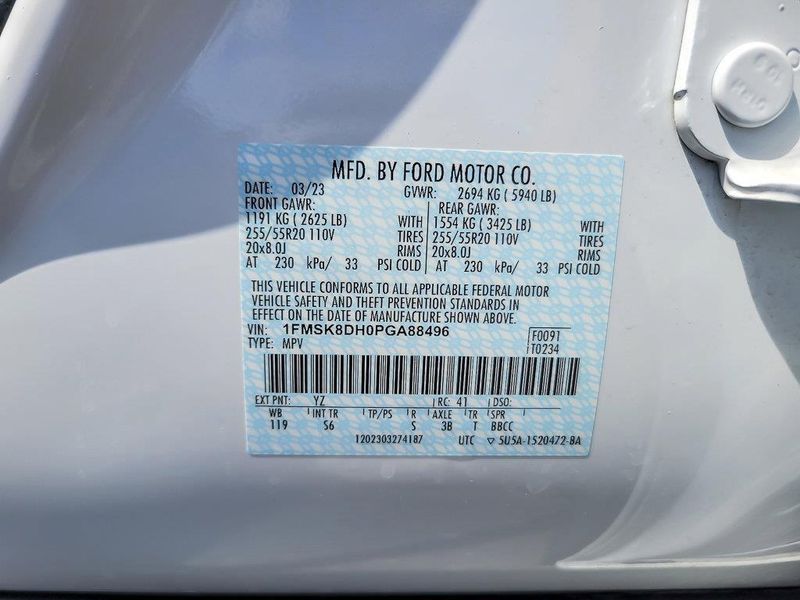 MFD. BY FORD MOTOR CO.
DATE: 03/23 GVWR: 2694 KG ( 5940 LB)
FRONT GAWR: REAR GAWR:
1191 KG ( 2625 LB) WITH 1554 KG ( 3425 LB) WITH
255/55R20 110V TIRES 255/55R20 110V TIRES
20x8.0J RIMS 20x8.0J RIMS
AT 230 kPa/ 33 PSI COLD AT 230 kPa/ 33 PSI COLD
THIS VEHICLE CONFORMS TO ALL APPLICABLE FEDERAL MOTOR
VEHICLE SAFETY AND THEFT PREVENTION STANDARDS IN
EFFECT ON THE DATE OF MANUFACTURE SHOWN ABOVE.
VIN: 1FMSK8DH0PGA88496 F0091
TYPE: MPV T0234
EXT PNT: YZ RC: 41 DSO:
WB INT TR TP/PS R AXLE TR SPR
119 S6 S 3B T BBCC
1202303274187 UTC ▽ 5U5A-1520472-BA